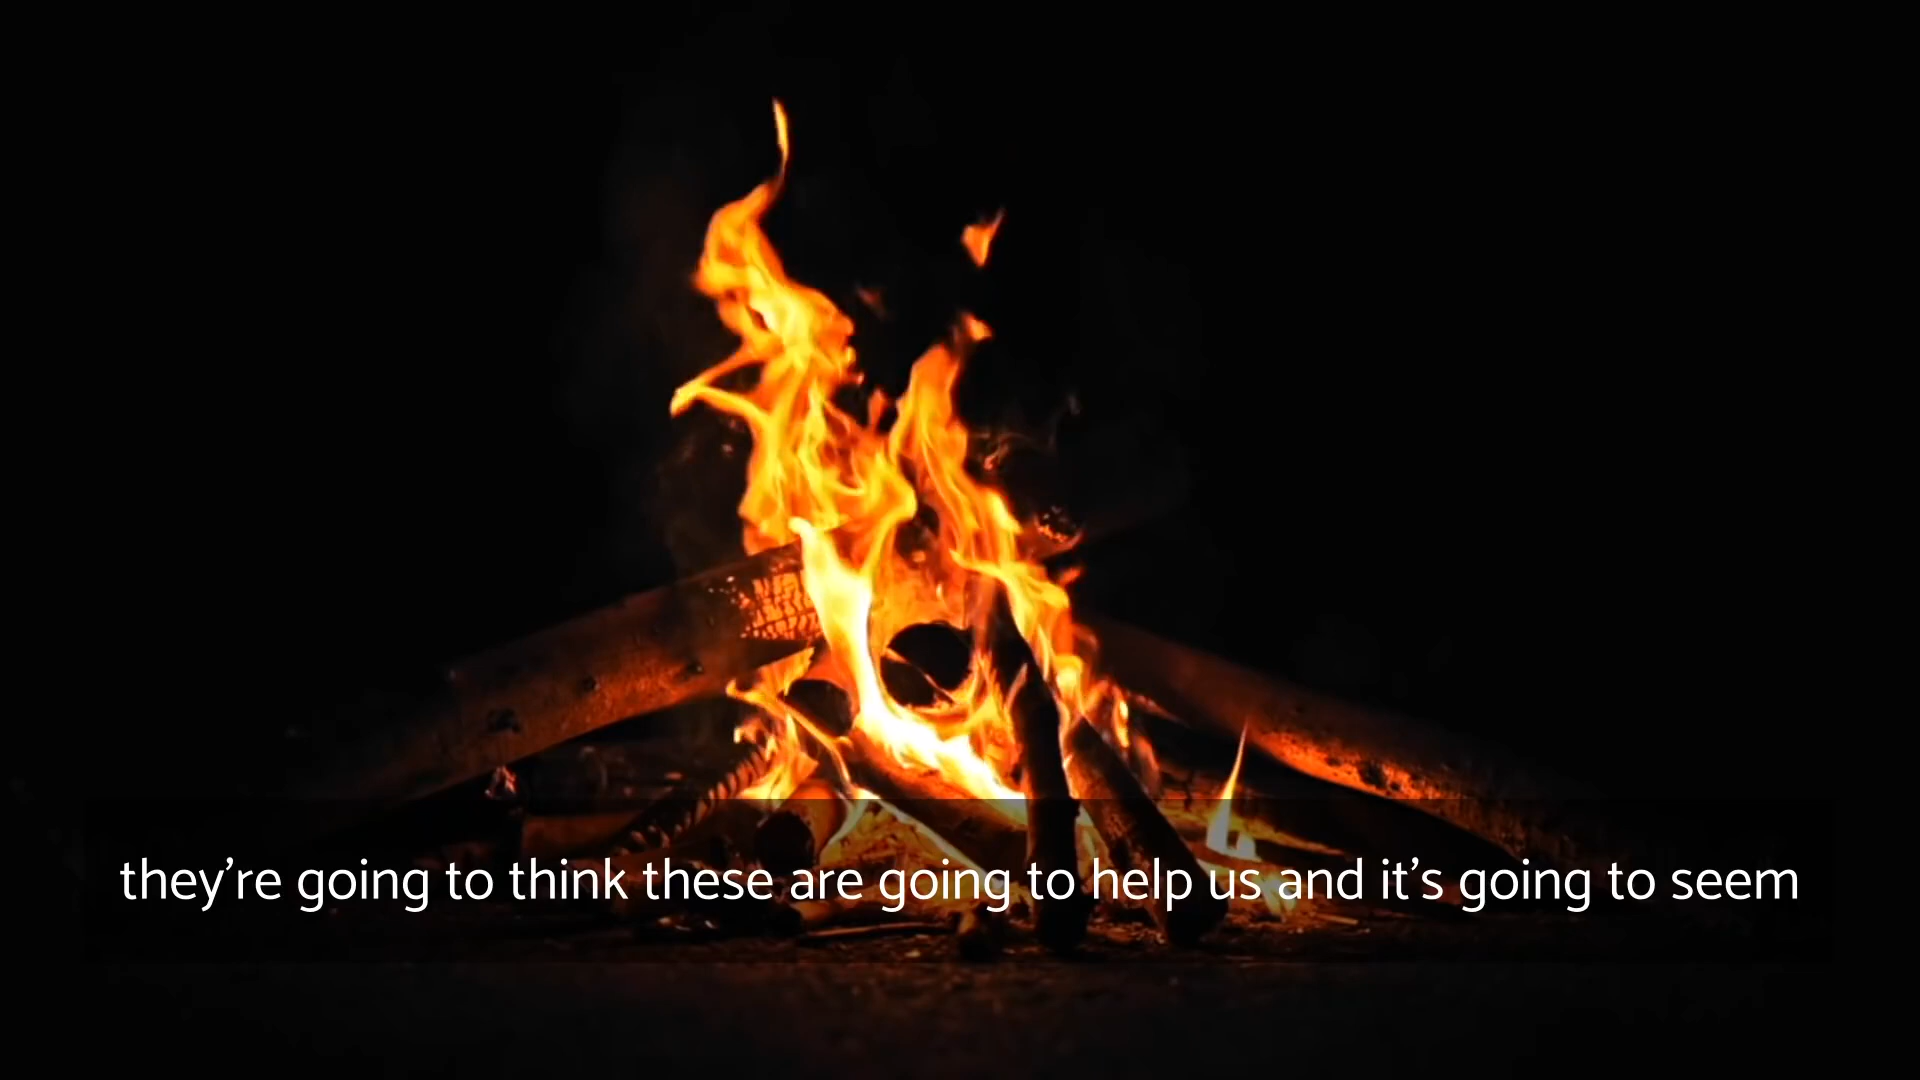 they’re going to think these are going to help us and it’s going to seem